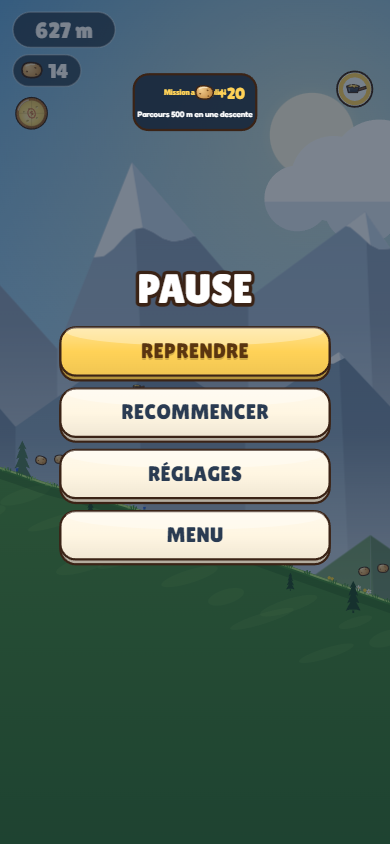 627 m
14
Mission a
+20
Parcours 500 m en une descente
PAUSE
REPRENDRE
RECOMMENCER
RÉGLAGES
MENU